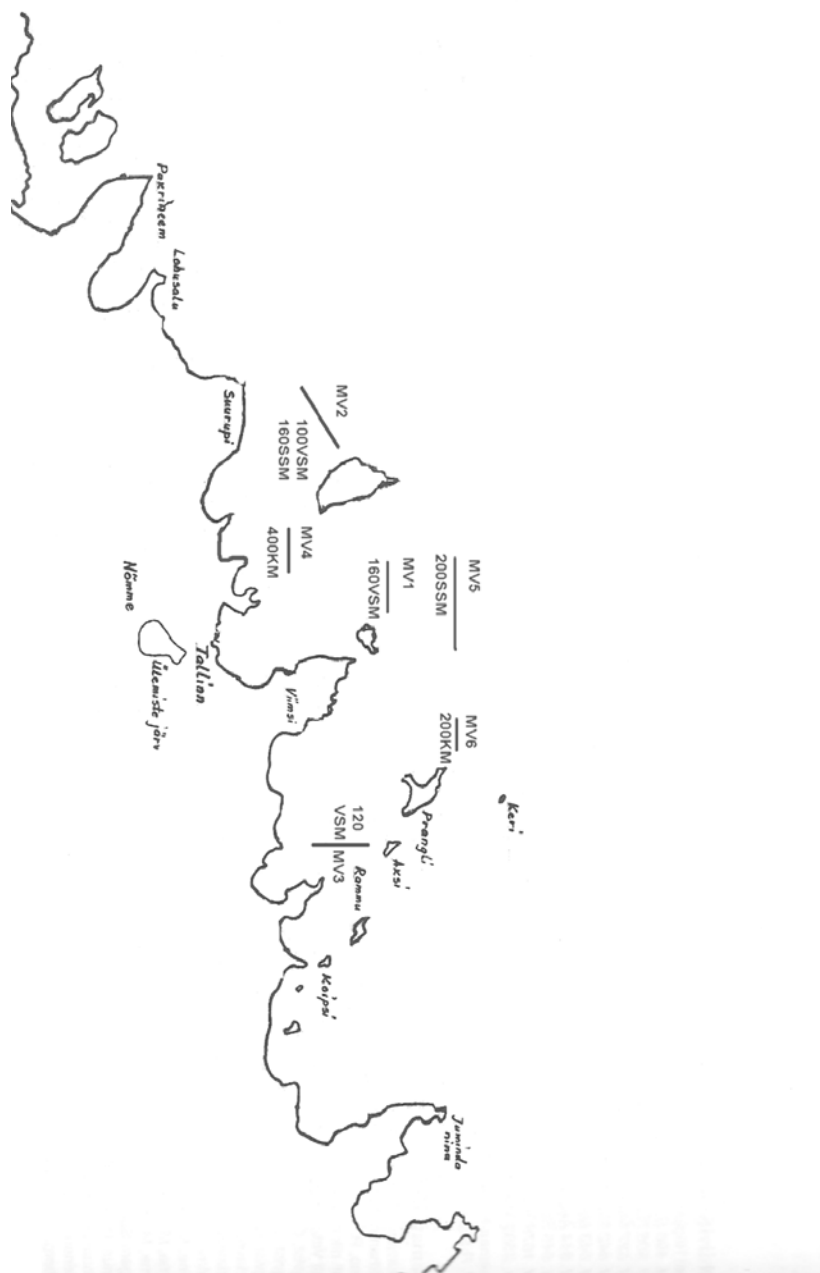 Pakrineem
Lohusalu
Suurupi
MV2
100VSM
160SSM
MV4
400KM
MV1
160VSM
MV5
200SSM
Nõmme
Tallinn
Ülemiste järv
Viimsi
MV6
200KM
Keri
Prangli
Aksi
120
VSM
MV3
Rammu
Koipsi
Juminda
nina